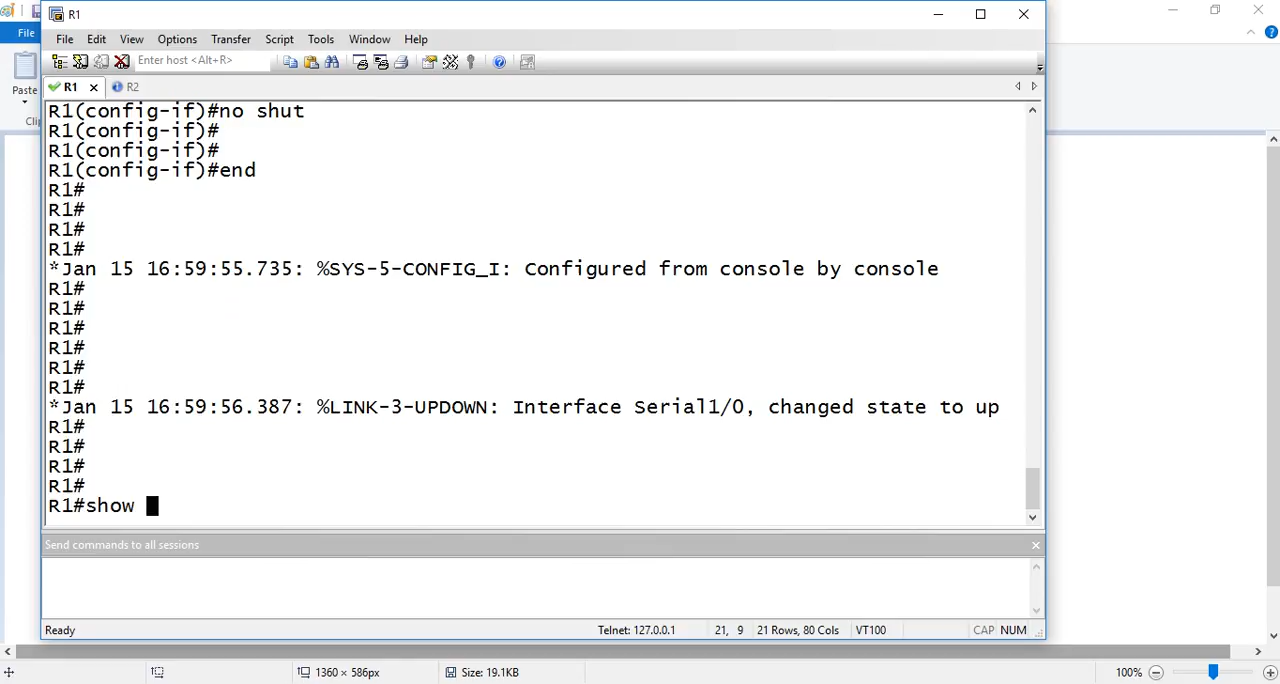 File
R1
Paste
Clip
File Edit View Options Transfer Script Tools Window Help
Enter host <Alt+R>
R1 R2
R1(config-if)#no shut
R1(config-if)#
R1(config-if)#
R1(config-if)#end
R1#
R1#
R1#
R1#
*Jan 15 16:59:55.735: %SYS-5-CONFIG_I: Configured from console by console
R1#
R1#
R1#
R1#
R1#
R1#
*Jan 15 16:59:56.387: %LINK-3-UPDOWN: Interface Serial1/0, changed state to up
R1#
R1#
R1#
R1#
R1#show
Send commands to all sessions
Ready Telnet: 127.0.0.1 21, 9 21 Rows, 80 Cols VT100 CAP NUM
1360 × 586px Size: 19.1KB 100%